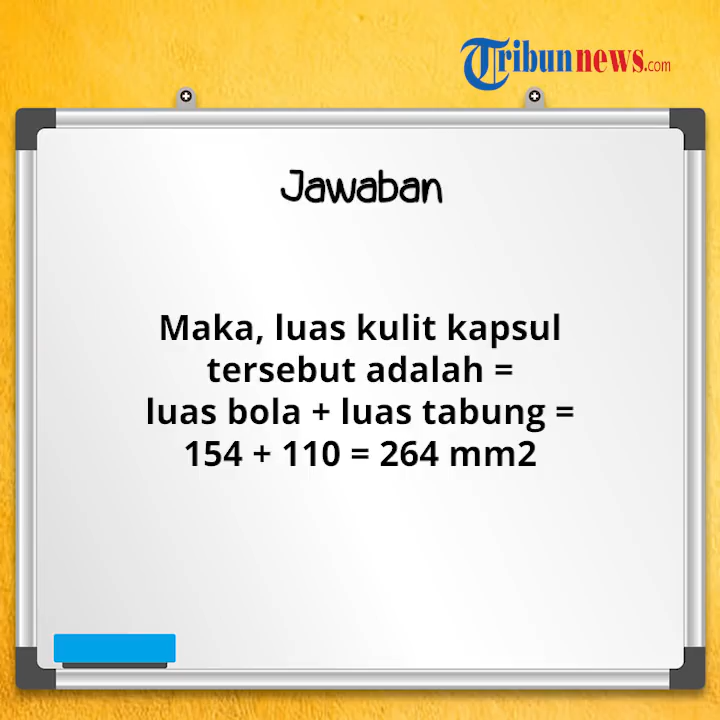 Tribunnews.com
Jawaban
Maka, luas kulit kapsul
tersebut adalah =
luas bola + luas tabung =
154 + 110 = 264 mm2